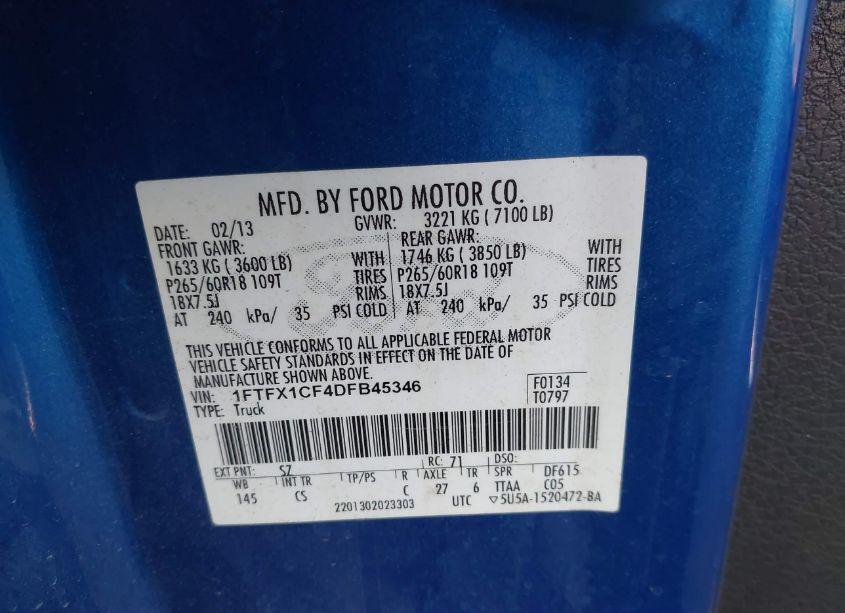 MFD. BY FORD MOTOR CO.
DATE: 02/13 GVWR: 3221 KG ( 7100 LB)
FRONT GAWR: REAR GAWR:
1633 KG ( 3600 LB) WITH 1746 KG ( 3850 LB) WITH
P265/60R18 109T TIRES P265/60R18 109T TIRES
18X7.5J RIMS 18X7.5J RIMS
AT 240 kPa/ 35 PSI COLD AT 240 kPa/ 35 PSI COLD
THIS VEHICLE CONFORMS TO ALL APPLICABLE FEDERAL MOTOR
VEHICLE SAFETY STANDARDS IN EFFECT ON THE DATE OF
MANUFACTURE SHOWN ABOVE.
VIN: 1FTFX1CF4DFB45346 F0134
TYPE: Truck T0797
EXT PNT: SZ RC: 71 DSO:
WB INT TR TP/PS R AXLE TR SPR DF615
145 CS C 27 6 TTAA C05
2201302023303 UTC ▽5U5A-1520472-BA